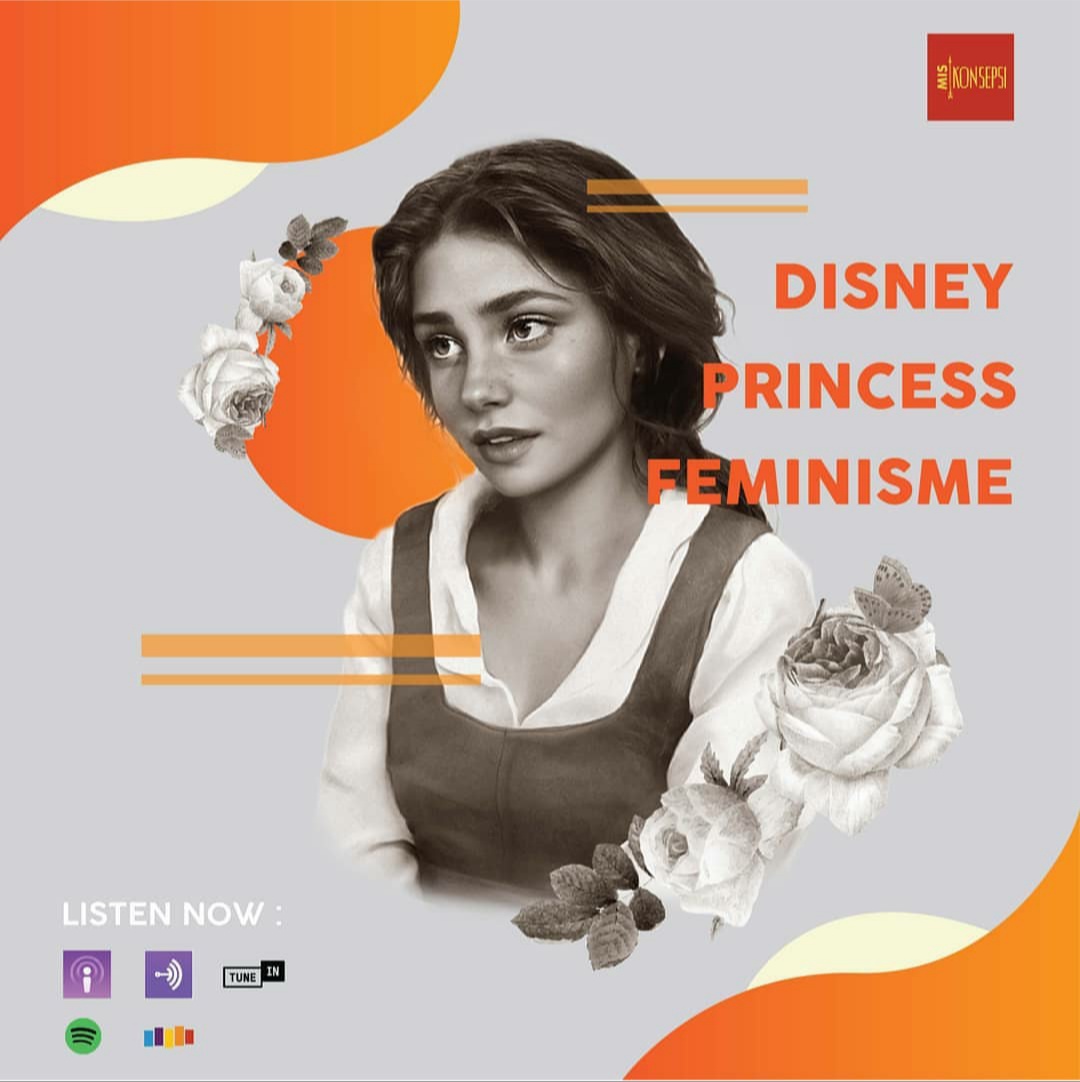 MIS KONSEPSI
DISNEY
PRINCESS
FEMINISME
LISTEN NOW :
TUNE IN